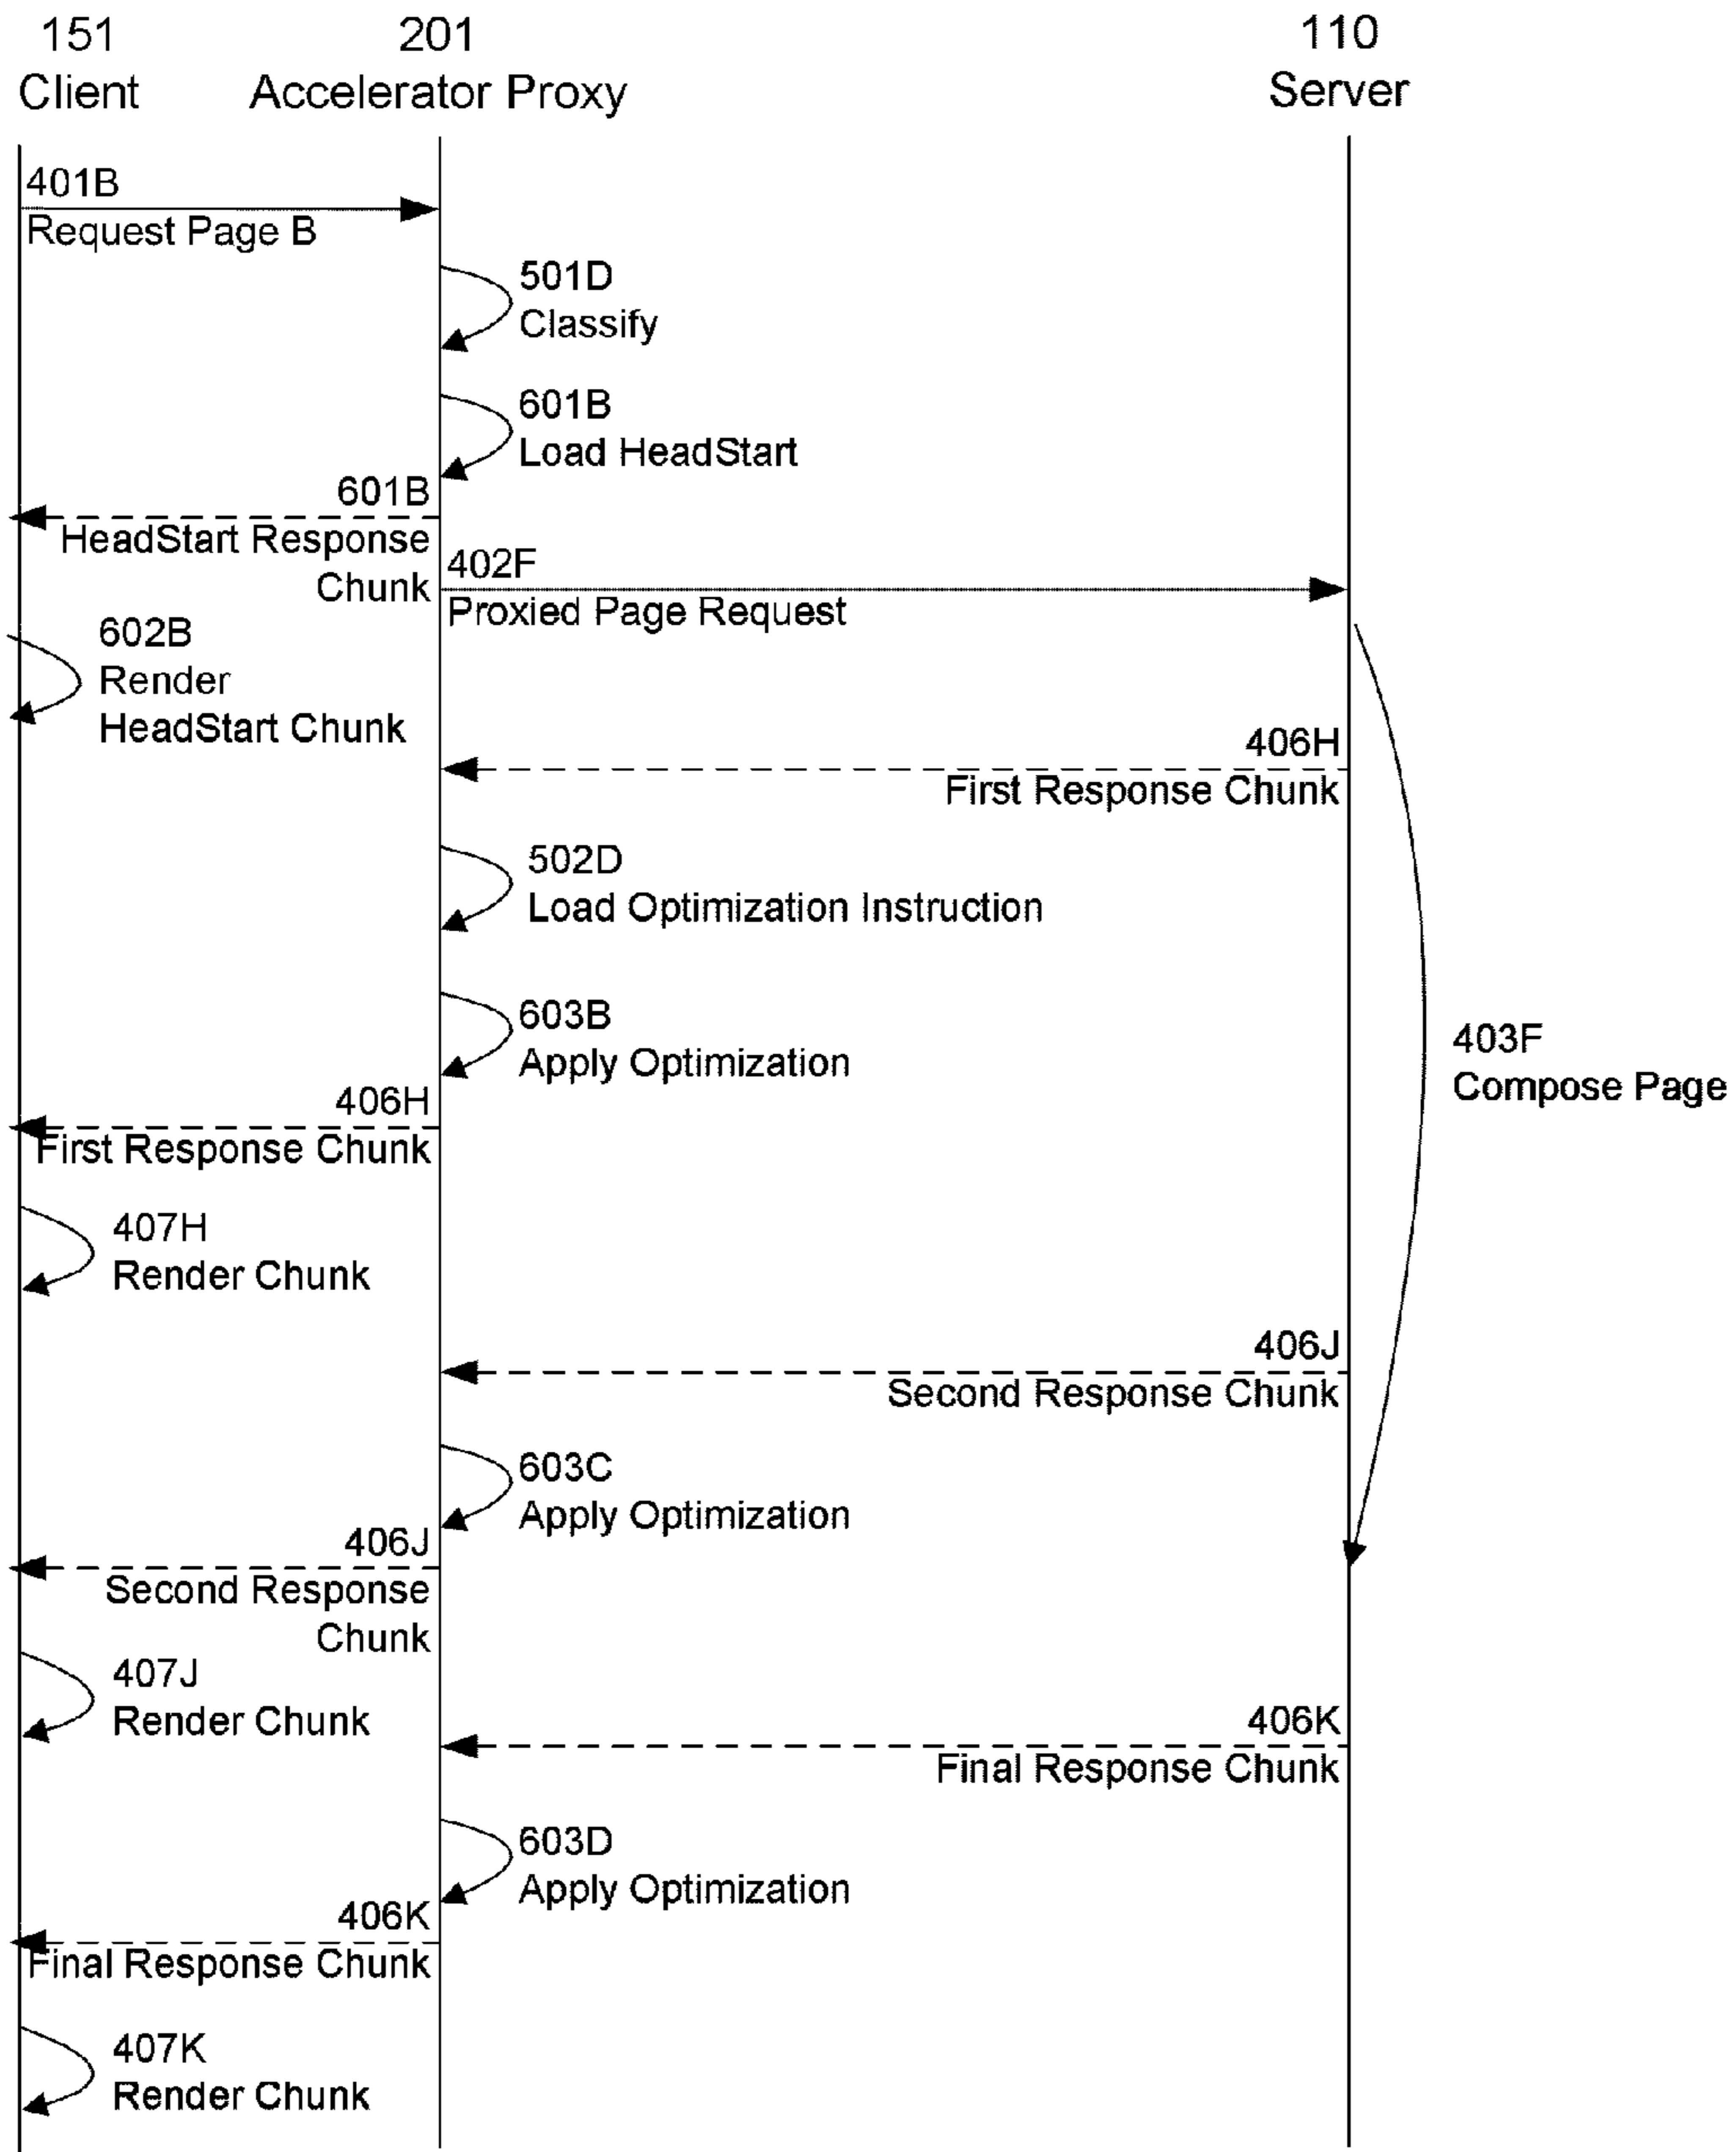 151
Client
201
Accelerator Proxy
110
Server
401B
Request Page B
501D
Classify
601B
Load HeadStart
601B
HeadStart Response
Chunk
402F
Proxied Page Request
602B
Render
HeadStart Chunk
406H
First Response Chunk
502D
Load Optimization Instruction
603B
Apply Optimization
403F
Compose Page
406H
First Response Chunk
407H
Render Chunk
406J
Second Response Chunk
603C
Apply Optimization
406J
Second Response
Chunk
407J
Render Chunk
406K
Final Response Chunk
603D
Apply Optimization
406K
Final Response Chunk
407K
Render Chunk